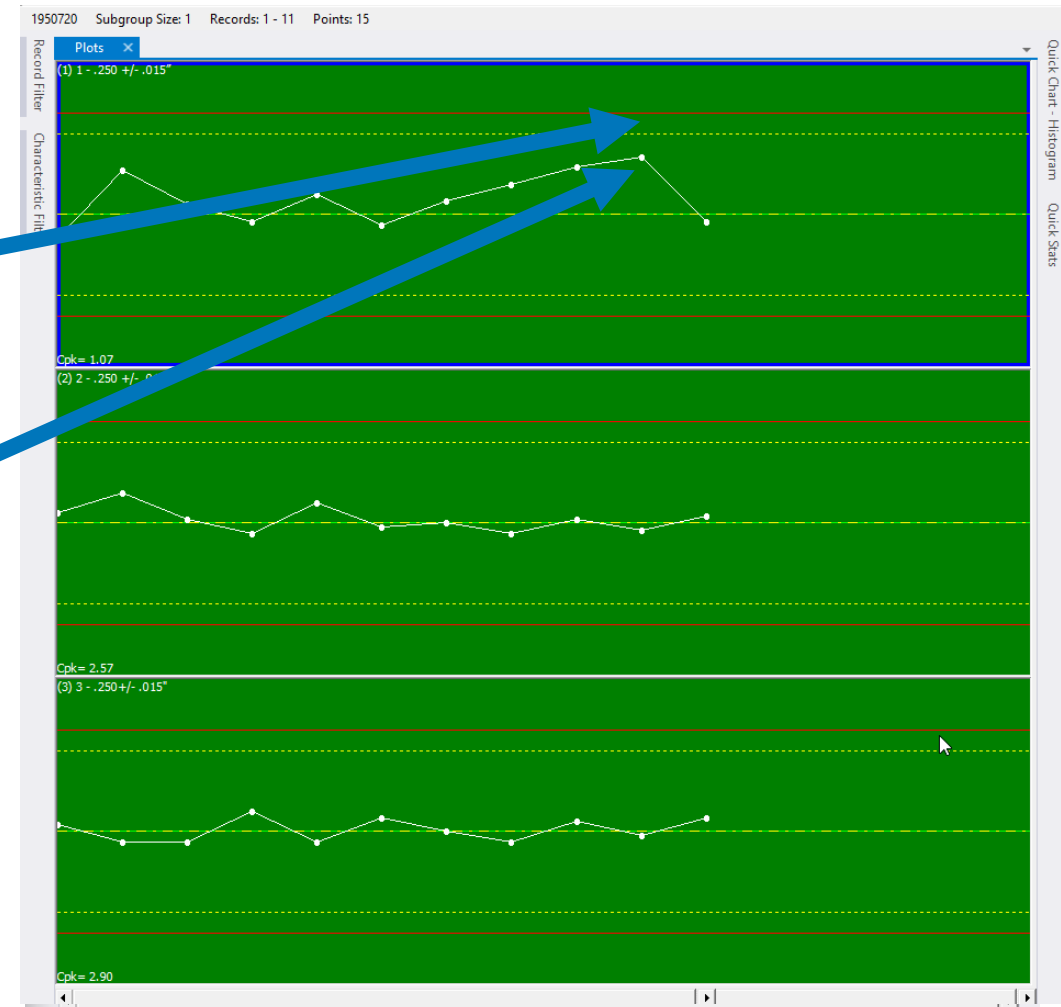 1950720 Subgroup Size: 1 Records: 1 - 11 Points: 15
Record Filter
Characteristic Filt
Plots ×
(1) 1 - .250 +/- .015"
Cpk= 1.07
(2) 2 - .250 +/-
Cpk= 2.57
(3) 3 - .250+/- .015"
Cpk= 2.90
Quick Chart - Histogram
Quick Stats